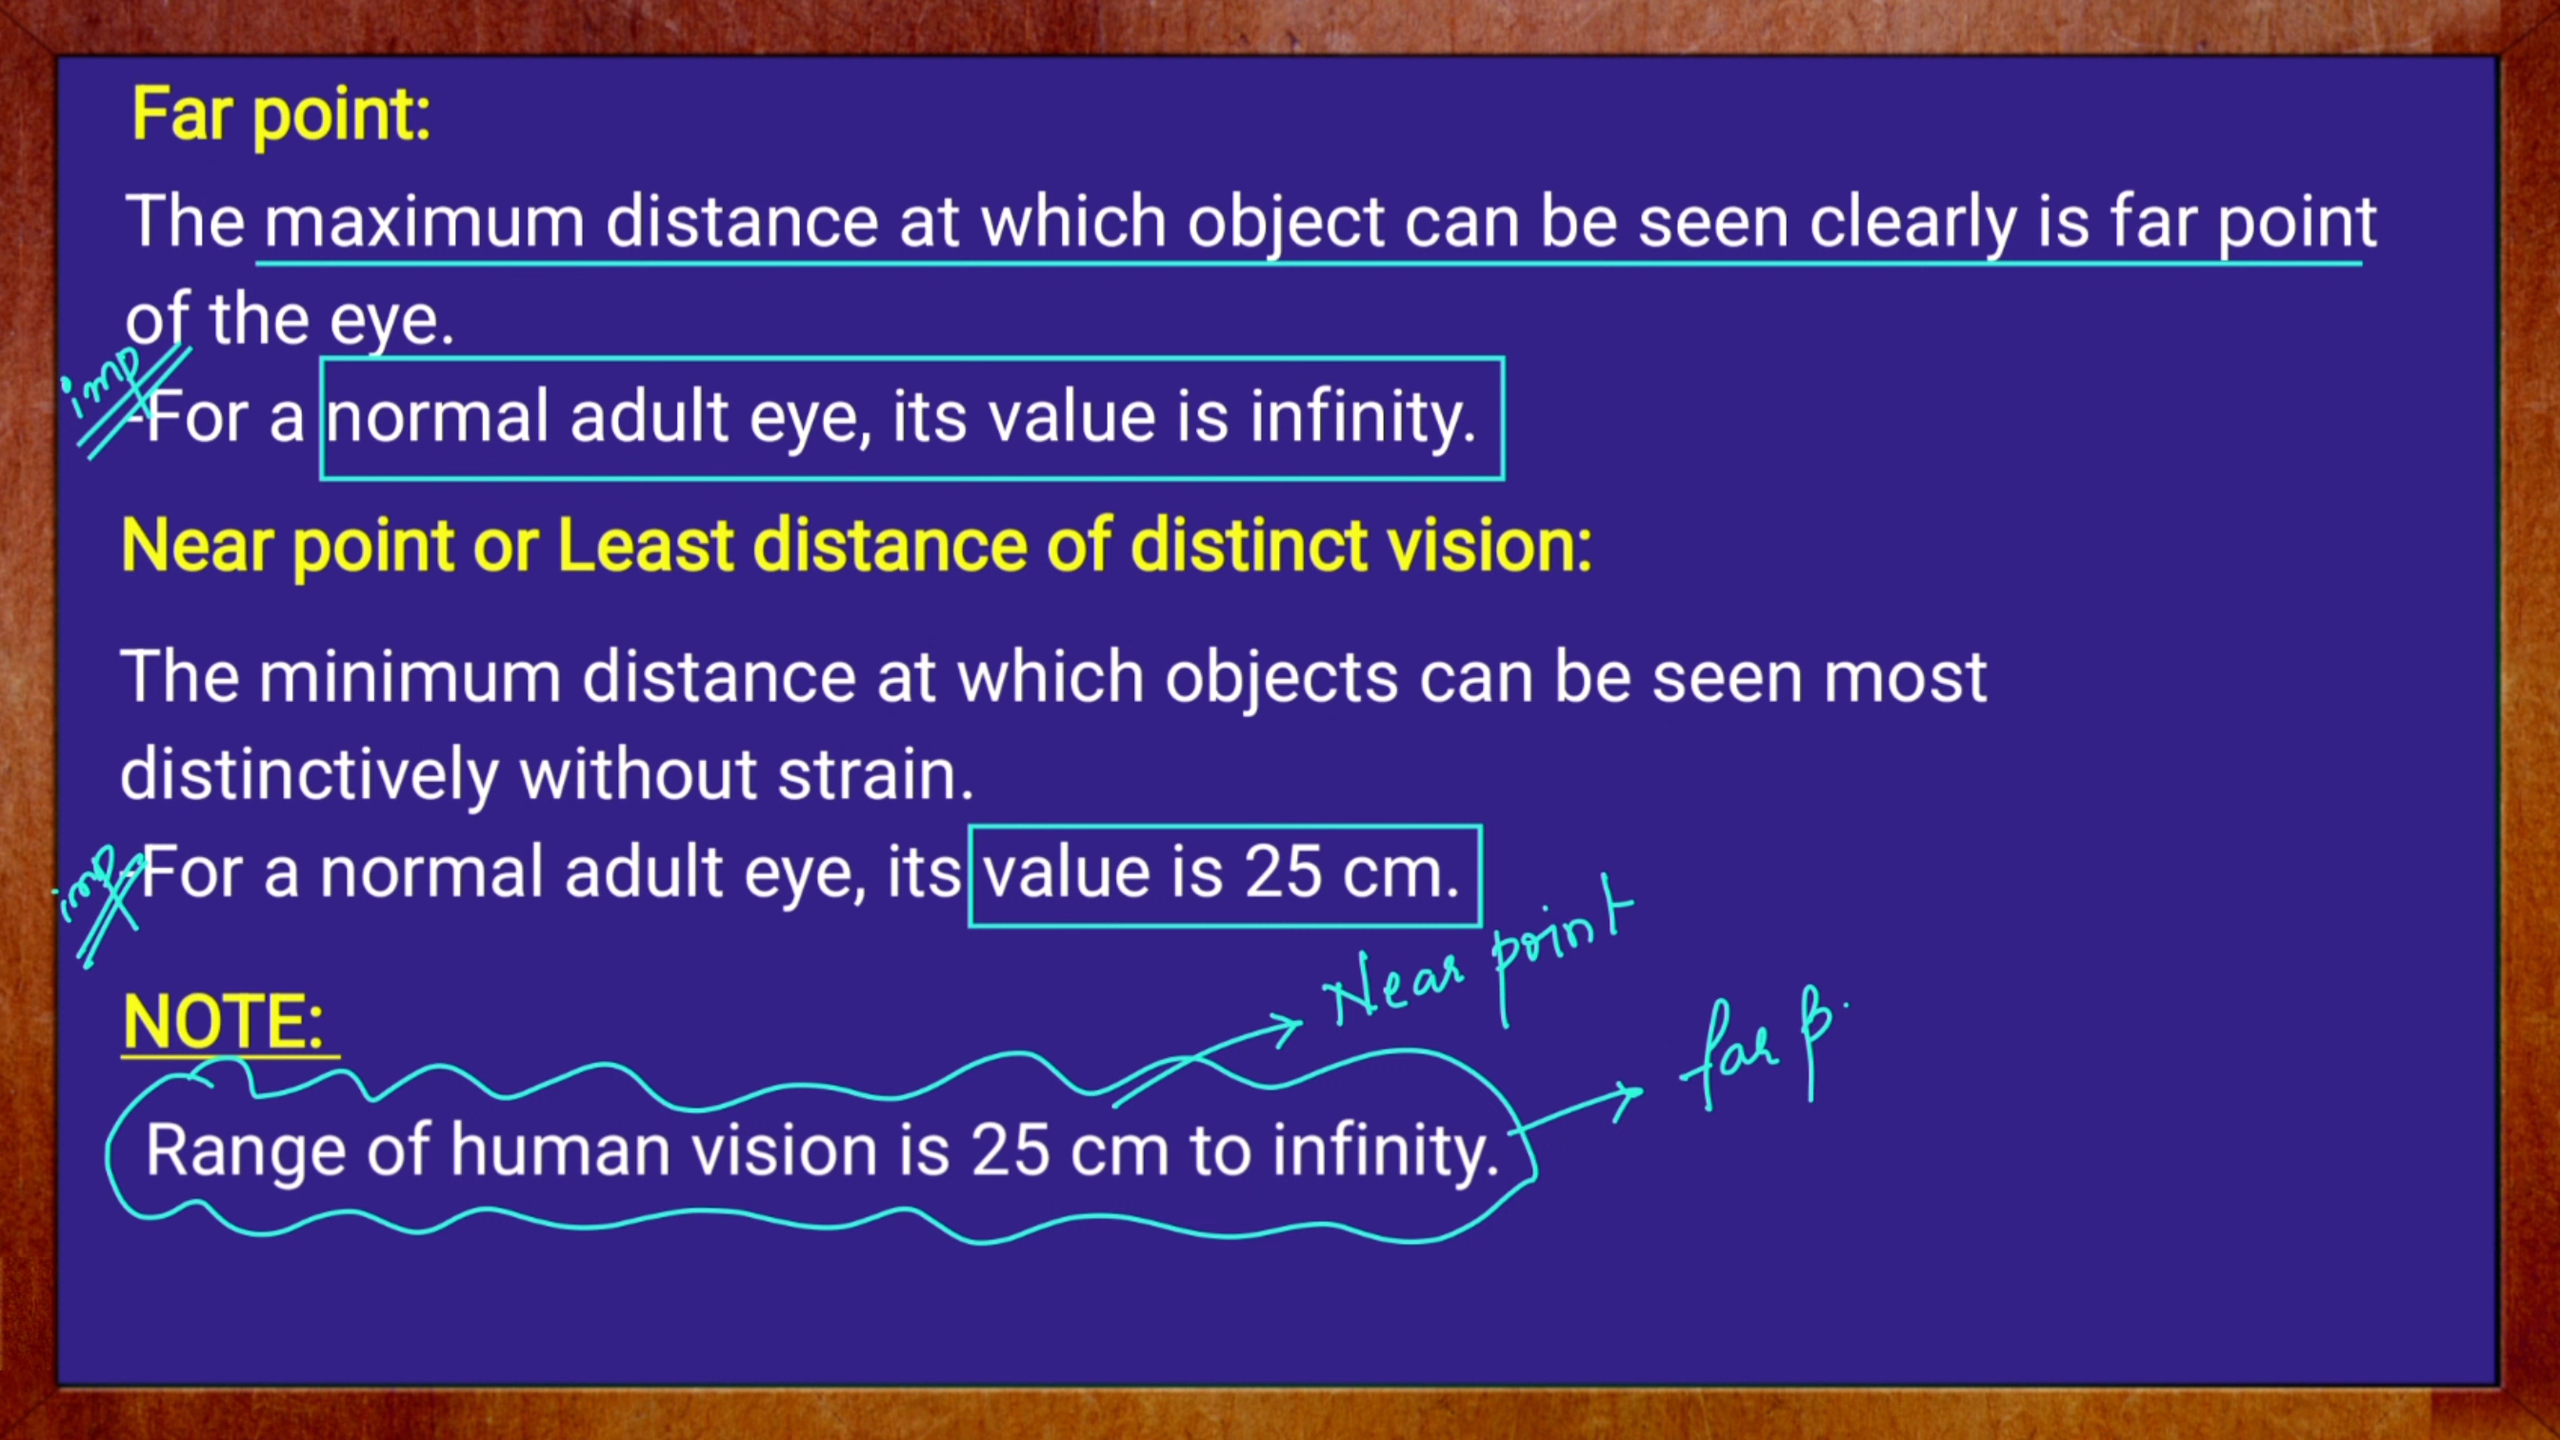 Far point:
The maximum distance at which object can be seen clearly is far point
of the eye.
imp
-For a normal adult eye, its value is infinity.
Near point or Least distance of distinct vision:
The minimum distance at which objects can be seen most
distinctively without strain.
imp
-For a normal adult eye, its value is 25 cm.
Near point
NOTE:
far p.
Range of human vision is 25 cm to infinity.